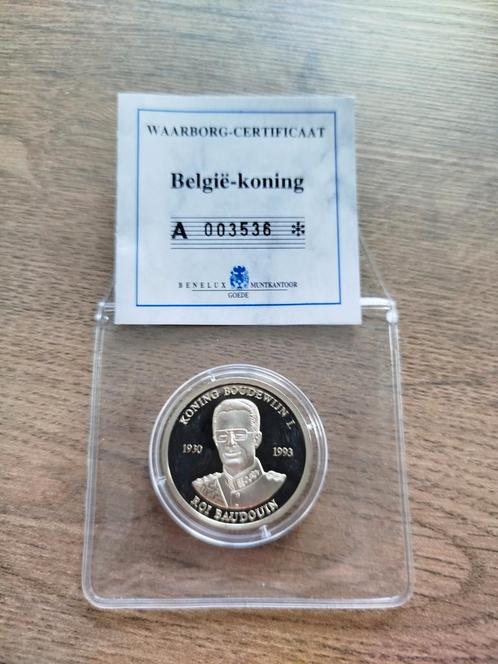 WAARBORG-CERTIFICAAT
België-koning
A 003536 *
BENELUX MUNTKANTOOR
GOEDE
KONING BOUDEWIJN I.
1930 1993
ROI BAUDOUIN